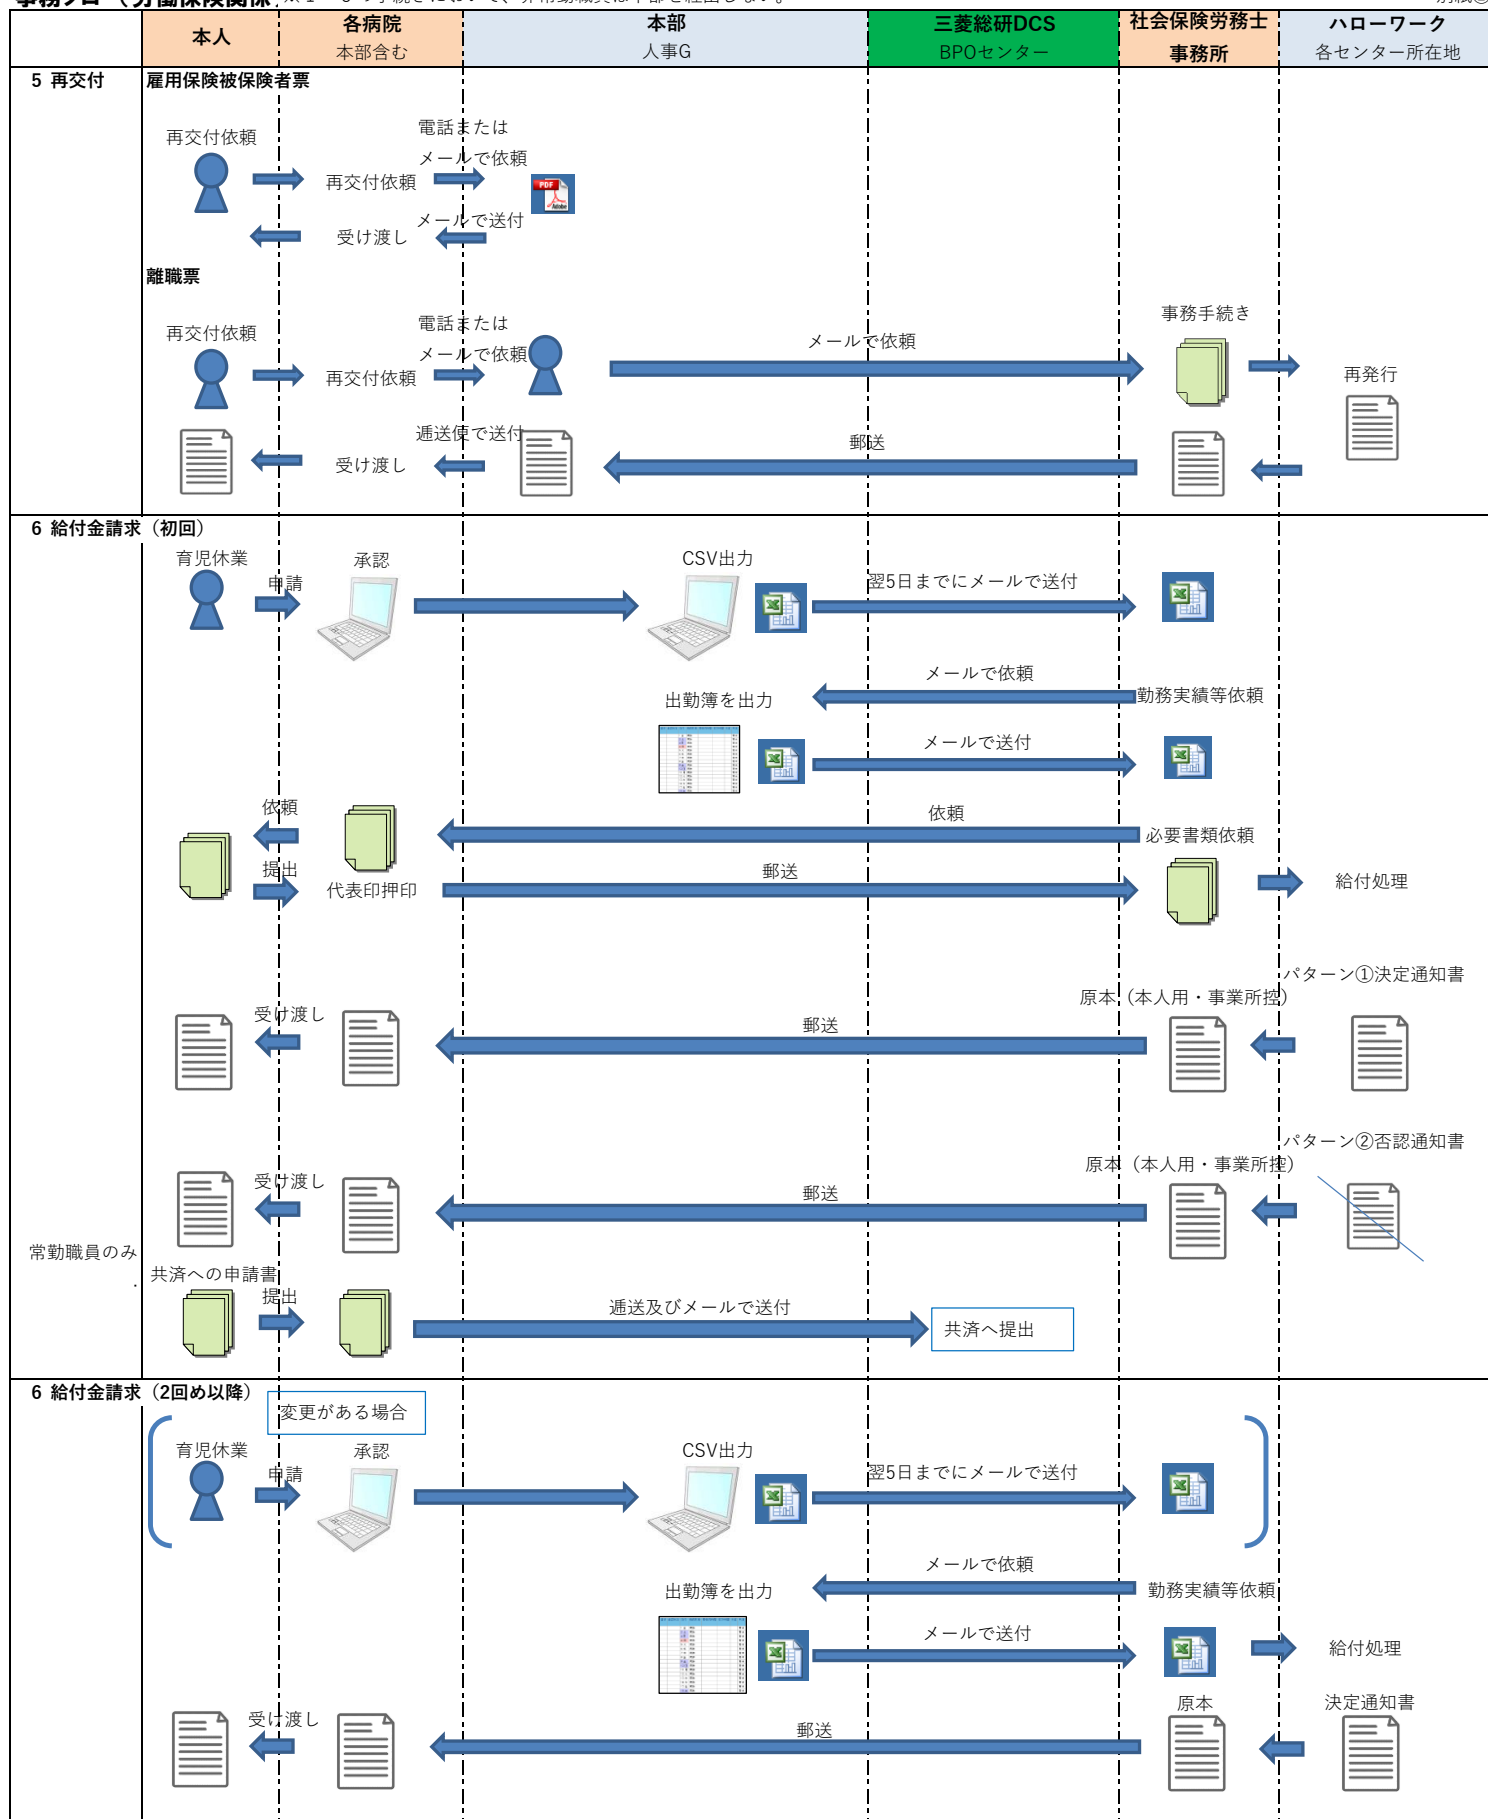 事務フロー（労働保険関係
本人
各病院
本部含む
本部
人事G
三菱総研DCS
BPOセンター
社会保険労務士
事務所
ハローワーク
各センター所在地
5 再交付
雇用保険被保険者票
再交付依頼
再交付依頼
電話または
メールで依頼
PDF
Adobe
受け渡し
メールで送付
離職票
再交付依頼
再交付依頼
電話または
メールで依頼
メールで依頼
事務手続き
再発行
受け渡し
逓送便で送付
郵送
6 給付金請求（初回）
育児休業
申請
承認
CSV出力
翌5日までにメールで送付
メールで依頼
勤務実績等依頼
出勤簿を出力
メールで送付
依頼
依頼
必要書類依頼
提出
代表印押印
郵送
給付処理
パターン①決定通知書
原本（本人用・事業所控）
受け渡し
郵送
パターン②否認通知書
原本（本人用・事業所控）
受け渡し
郵送
常勤職員のみ
共済への申請書
提出
逓送及びメールで送付
共済へ提出
6 給付金請求（2回め以降）
変更がある場合
育児休業
申請
承認
CSV出力
翌5日までにメールで送付
メールで依頼
勤務実績等依頼
出勤簿を出力
メールで送付
給付処理
原本
決定通知書
受け渡し
郵送